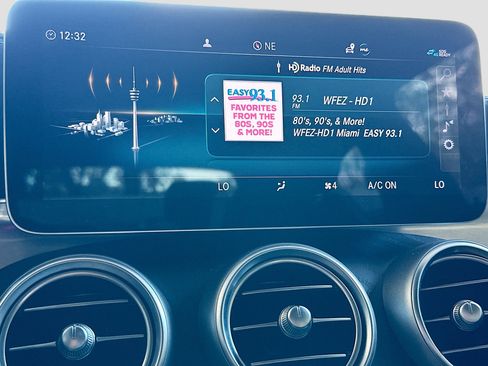 12:32
NE
me
HD Radio FM Adult Hits
EASY 93.1
FAVORITES
FROM THE
80S, 90S
& MORE!
93.1
FM
WFEZ - HD1
80's, 90's, & More!
WFEZ-HD1 Miami EASY 93.1
LO
4
A/C ON
LO